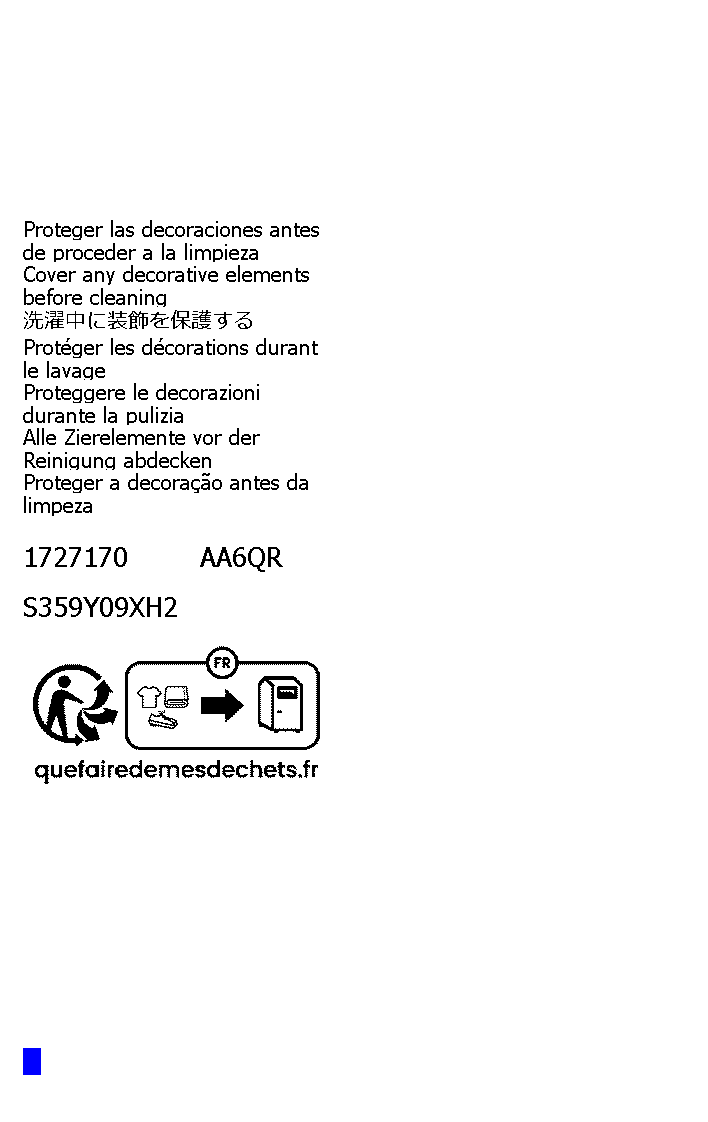 Proteger las decoraciones antes
de proceder a la limpieza
Cover any decorative elements
before cleaning
洗濯中に装飾を保護する
Protéger les décorations durant
le lavage
Proteggere le decorazioni
durante la pulizia
Alle Zierelemente vor der
Reinigung abdecken
Proteger a decoração antes da
limpeza
1727170 AA6QR
S359Y09XH2
FR
quefairedemesdechets.fr